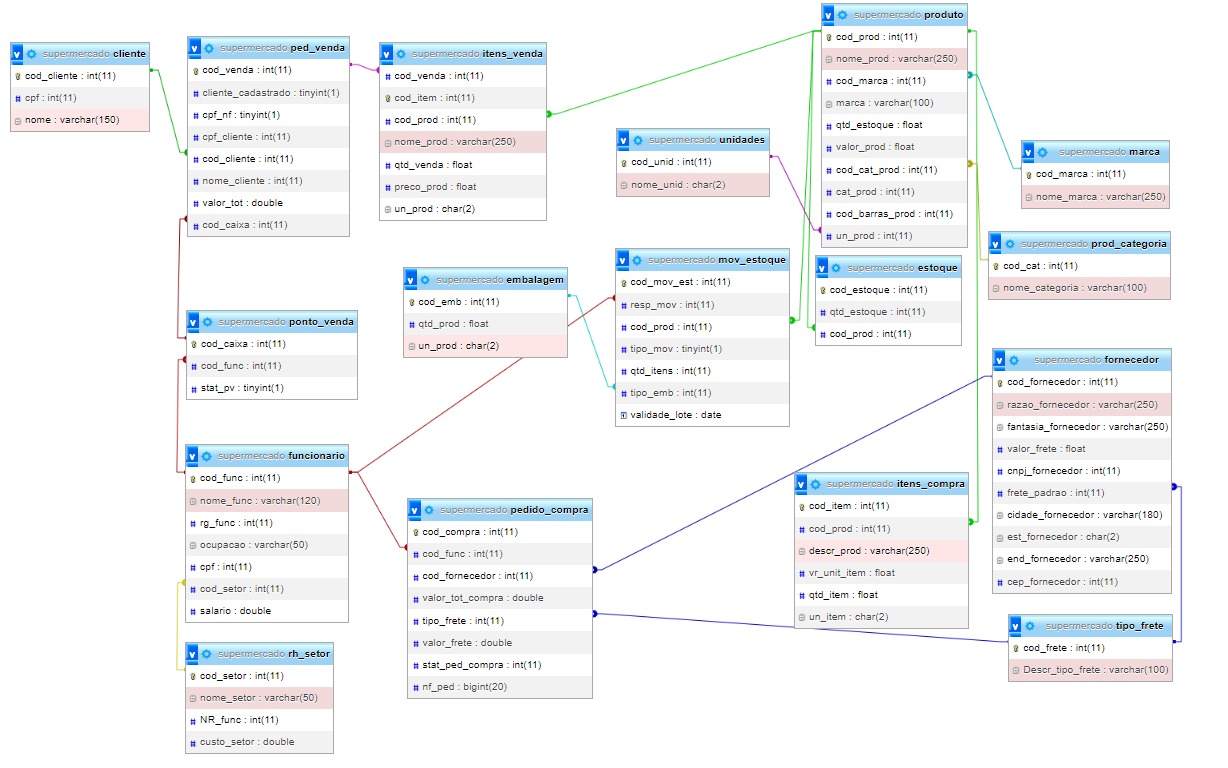 supermercado cliente
cod_cliente : int(11)
cpf : int(11)
nome : varchar(150)
supermercado ped_venda
cod_venda : int(11)
cliente_cadastrado : tinyint(1)
cpf_nf : tinyint(1)
cpf_cliente : int(11)
cod_cliente : int(11)
nome_cliente : int(11)
valor_tot : double
cod_caixa : int(11)
supermercado itens_venda
cod_venda : int(11)
cod_item : int(11)
cod_prod : int(11)
nome_prod : varchar(250)
qtd_venda : float
preco_prod : float
un_prod : char(2)
supermercado unidades
cod_unid : int(11)
nome_unid : char(2)
supermercado produto
cod_prod : int(11)
nome_prod : varchar(250)
cod_marca : int(11)
marca : varchar(100)
qtd_estoque : float
valor_prod : float
cod_cat_prod : int(11)
cat_prod : int(11)
cod_barras_prod : int(11)
un_prod : int(11)
supermercado marca
cod_marca : int(11)
nome_marca : varchar(250)
supermercado prod_categoria
cod_cat : int(11)
nome_categoria : varchar(100)
supermercado embalagem
cod_emb : int(11)
qtd_prod : float
un_prod : char(2)
supermercado mov_estoque
cod_mov_est : int(11)
resp_mov : int(11)
cod_prod : int(11)
tipo_mov : tinyint(1)
qtd_itens : int(11)
tipo_emb : int(11)
validade_lote : date
supermercado estoque
cod_estoque : int(11)
qtd_estoque : int(11)
cod_prod : int(11)
supermercado ponto_venda
cod_caixa : int(11)
cod_func : int(11)
stat_pv : tinyint(1)
supermercado fornecedor
cod_fornecedor : int(11)
razao_fornecedor : varchar(250)
fantasia_fornecedor : varchar(250)
valor_frete : float
cnpj_fornecedor : int(11)
frete_padrao : int(11)
cidade_fornecedor : varchar(180)
est_fornecedor : char(2)
end_fornecedor : varchar(250)
cep_fornecedor : int(11)
supermercado funcionario
cod_func : int(11)
nome_func : varchar(120)
rg_func : int(11)
ocupacao : varchar(50)
cpf : int(11)
cod_setor : int(11)
salario : double
supermercado pedido_compra
cod_compra : int(11)
cod_func : int(11)
cod_fornecedor : int(11)
valor_tot_compra : double
tipo_frete : int(11)
valor_frete : double
stat_ped_compra : int(11)
nf_ped : bigint(20)
supermercado itens_compra
cod_item : int(11)
cod_prod : int(11)
descr_prod : varchar(250)
vr_unit_item : float
qtd_item : float
un_item : char(2)
supermercado tipo_frete
cod_frete : int(11)
Descr_tipo_frete : varchar(100)
supermercado rh_setor
cod_setor : int(11)
nome_setor : varchar(50)
NR_func : int(11)
custo_setor : double